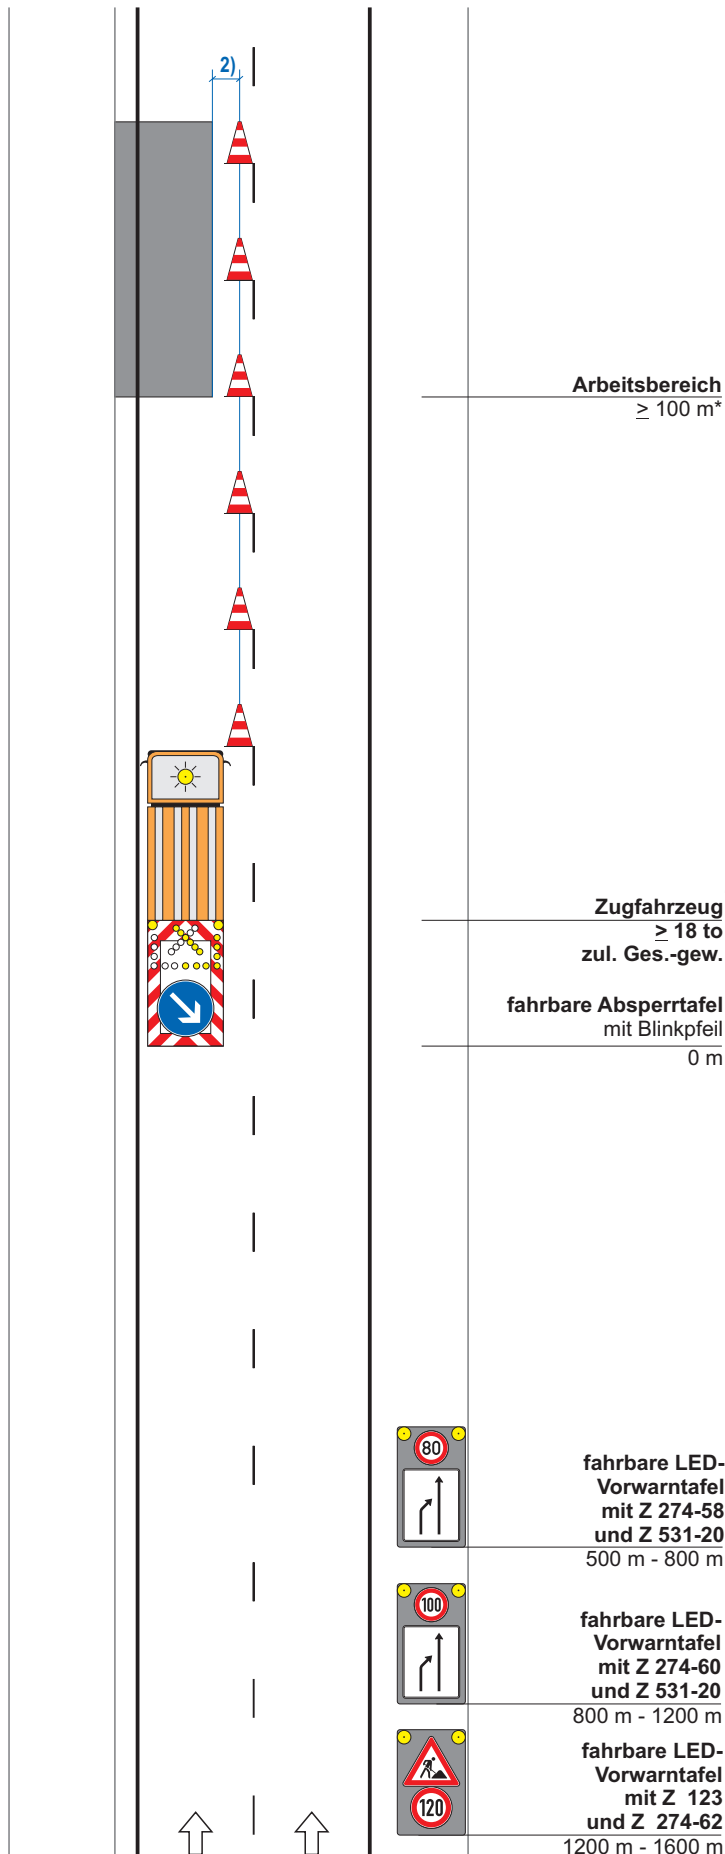 2)
Arbeitsbereich
≥ 100 m*
Zugfahrzeug
≥ 18 to
zul. Ges.-gew.
fahrbare Absperrtafel
mit Blinkpfeil
0 m
80
fahrbare LED-
Vorwarntafel
mit Z 274-58
und Z 531-20
500 m - 800 m
100
fahrbare LED-
Vorwarntafel
mit Z 274-60
und Z 531-20
800 m - 1200 m
120
fahrbare LED-
Vorwarntafel
mit Z 123
und Z 274-62
1200 m - 1600 m